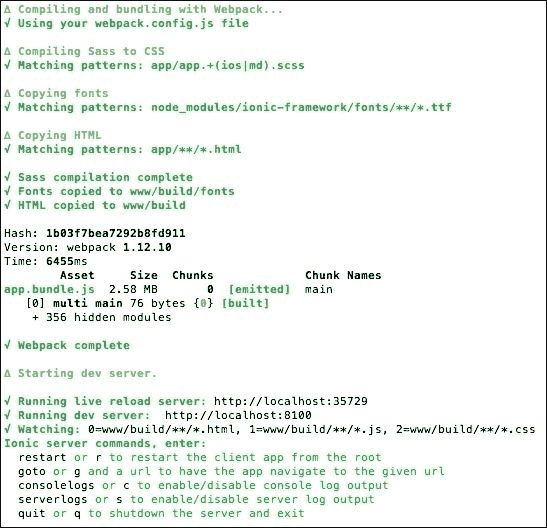 ∆ Compiling and bundling with Webpack...
√ Using your webpack.config.js file
∆ Compiling Sass to CSS
√ Matching patterns: app/app.+(ios|md).scss
∆ Copying fonts
√ Matching patterns: node_modules/ionic-framework/fonts/**/*.ttf
∆ Copying HTML
√ Matching patterns: app/**/*.html
√ Sass compilation complete
√ Fonts copied to www/build/fonts
√ HTML copied to www/build
Hash: 1b03f7bea7292b8fd911
Version: webpack 1.12.10
Time: 6455ms
Asset Size Chunks Chunk Names
app.bundle.js 2.58 MB 0 [emitted] main
[0] multi main 76 bytes {0} [built]
+ 356 hidden modules
√ Webpack complete
∆ Starting dev server.
√ Running live reload server: http://localhost:35729
√ Running dev server: http://localhost:8100
√ Watching: 0=www/build/**/*.html, 1=www/build/**/*.js, 2=www/build/**/*.css
Ionic server commands, enter:
restart or r to restart the client app from the root
goto or g and a url to have the app navigate to the given url
consolelogs or c to enable/disable console log output
serverlogs or s to enable/disable server log output
quit or q to shutdown the server and exit